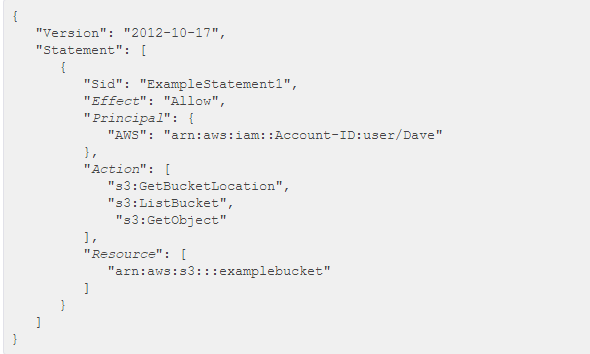 {
   "Version": "2012-10-17",
   "Statement": [
      {
         "Sid": "ExampleStatement1",
         "Effect": "Allow",
         "Principal": {
            "AWS": "arn:aws:iam::Account-ID:user/Dave"
         },
         "Action": [
            "s3:GetBucketLocation",
            "s3:ListBucket",
             "s3:GetObject"
         ],
         "Resource": [
            "arn:aws:s3:::examplebucket"
         ]
      }
   ]
}